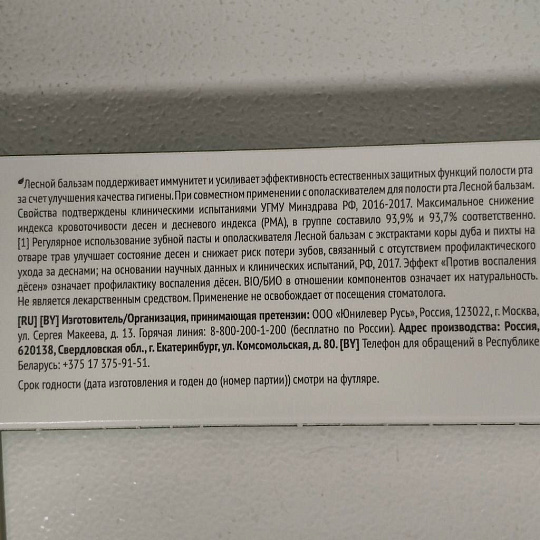 Лесной бальзам поддерживает иммунитет и усиливает эффективность естественных защитных функций полости рта
за счет улучшения качества гигиены. При совместном применении с ополаскивателем для полости рта Лесной бальзам.
Свойства подтверждены клиническими испытаниями УГМУ Минздрава РФ, 2016-2017. Максимальное снижение
индекса кровоточивости десен и десневого индекса (PMA), в группе составило 93,9% и 93,7% соответственно.
[1] Регулярное использование зубной пасты и ополаскивателя Лесной бальзам с экстрактами коры дуба и пихты на
отваре трав улучшает состояние десен и снижает риск потери зубов, связанный с отсутствием профилактического
ухода за деснами; на основании научных данных и клинических испытаний, РФ, 2017. Эффект «Против воспаления
дёсен» означает профилактику воспаления дёсен. BIO/БИО в отношении компонентов означает их натуральность.
Не является лекарственным средством. Применение не освобождает от посещения стоматолога.
[RU] [BY] Изготовитель/Организация, принимающая претензии: ООО «Юнилевер Русь», Россия, 123022, г. Москва,
ул. Сергея Макеева, д. 13. Горячая линия: 8-800-200-1-200 (бесплатно по России). Адрес производства: Россия,
620138, Свердловская обл., г. Екатеринбург, ул. Комсомольская, д. 80. [BY] Телефон для обращений в Республике
Беларусь: +375 17 375-91-51.
Срок годности (дата изготовления и годен до (номер партии)) смотри на футляре.